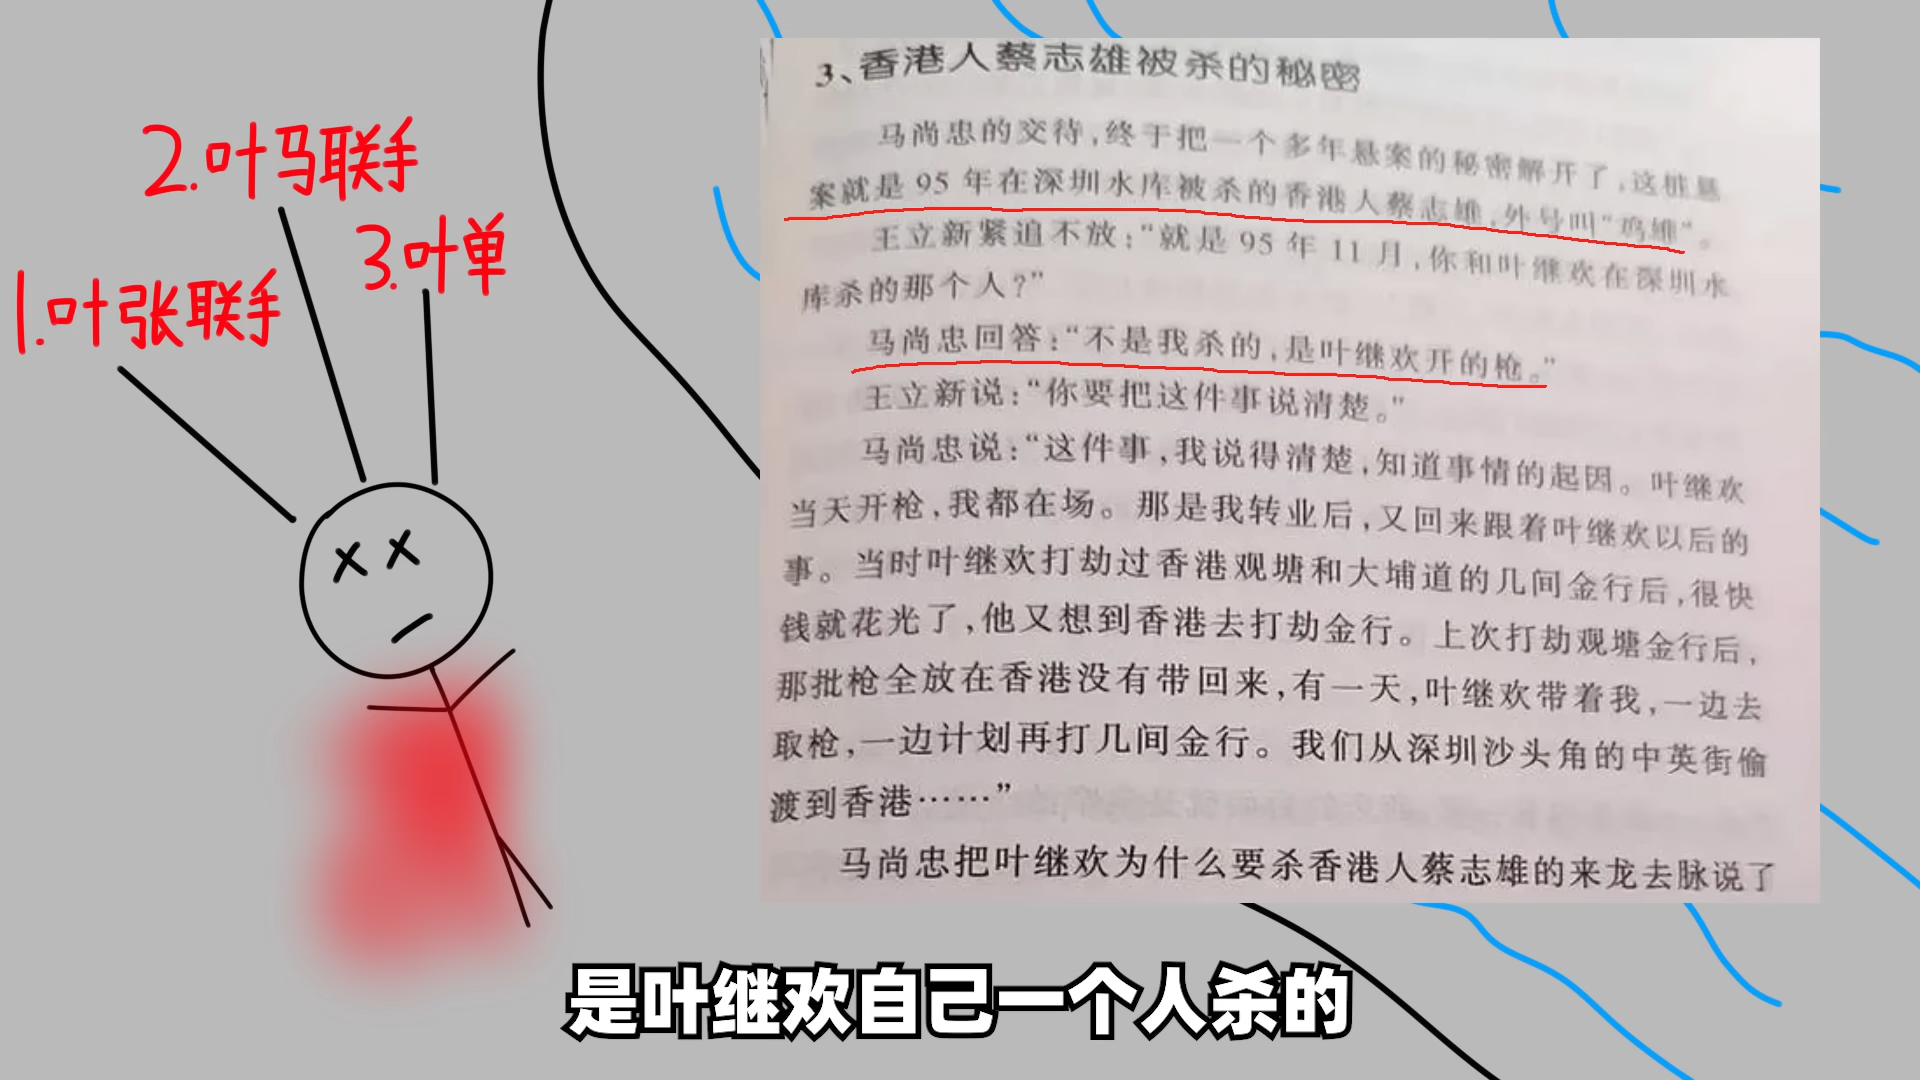 2.叶马联手
3.叶单
1.叶张联手
3、香港人蔡志雄被杀的秘密
马尚忠的交待,终于把一个多年悬案的秘密解开了,这桩悬
案就是95年在深圳水库被杀的香港人蔡志雄,外号叫“鸡雄”。
王立新紧追不放:“就是95年11月,你和叶继欢在深圳水
库杀的那个人?”
马尚忠回答:“不是我杀的,是叶继欢开的枪。”
王立新说:“你要把这件事说清楚。”
马尚忠说:“这件事,我说得清楚,知道事情的起因。叶继欢
当天开枪,我都在场。那是我转业后,又回来跟着叶继欢以后的
事。当时叶继欢打劫过香港观塘和大埔道的几间金行后,很快
钱就花光了,他又想到香港去打劫金行。上次打劫观塘金行后,
那批枪全放在香港没有带回来,有一天,叶继欢带着我,一边去
取枪,一边计划再打几间金行。我们从深圳沙头角的中英街偷
渡到香港……”
马尚忠把叶继欢为什么要杀香港人蔡志雄的来龙去脉说了
是叶继欢自己一个人杀的